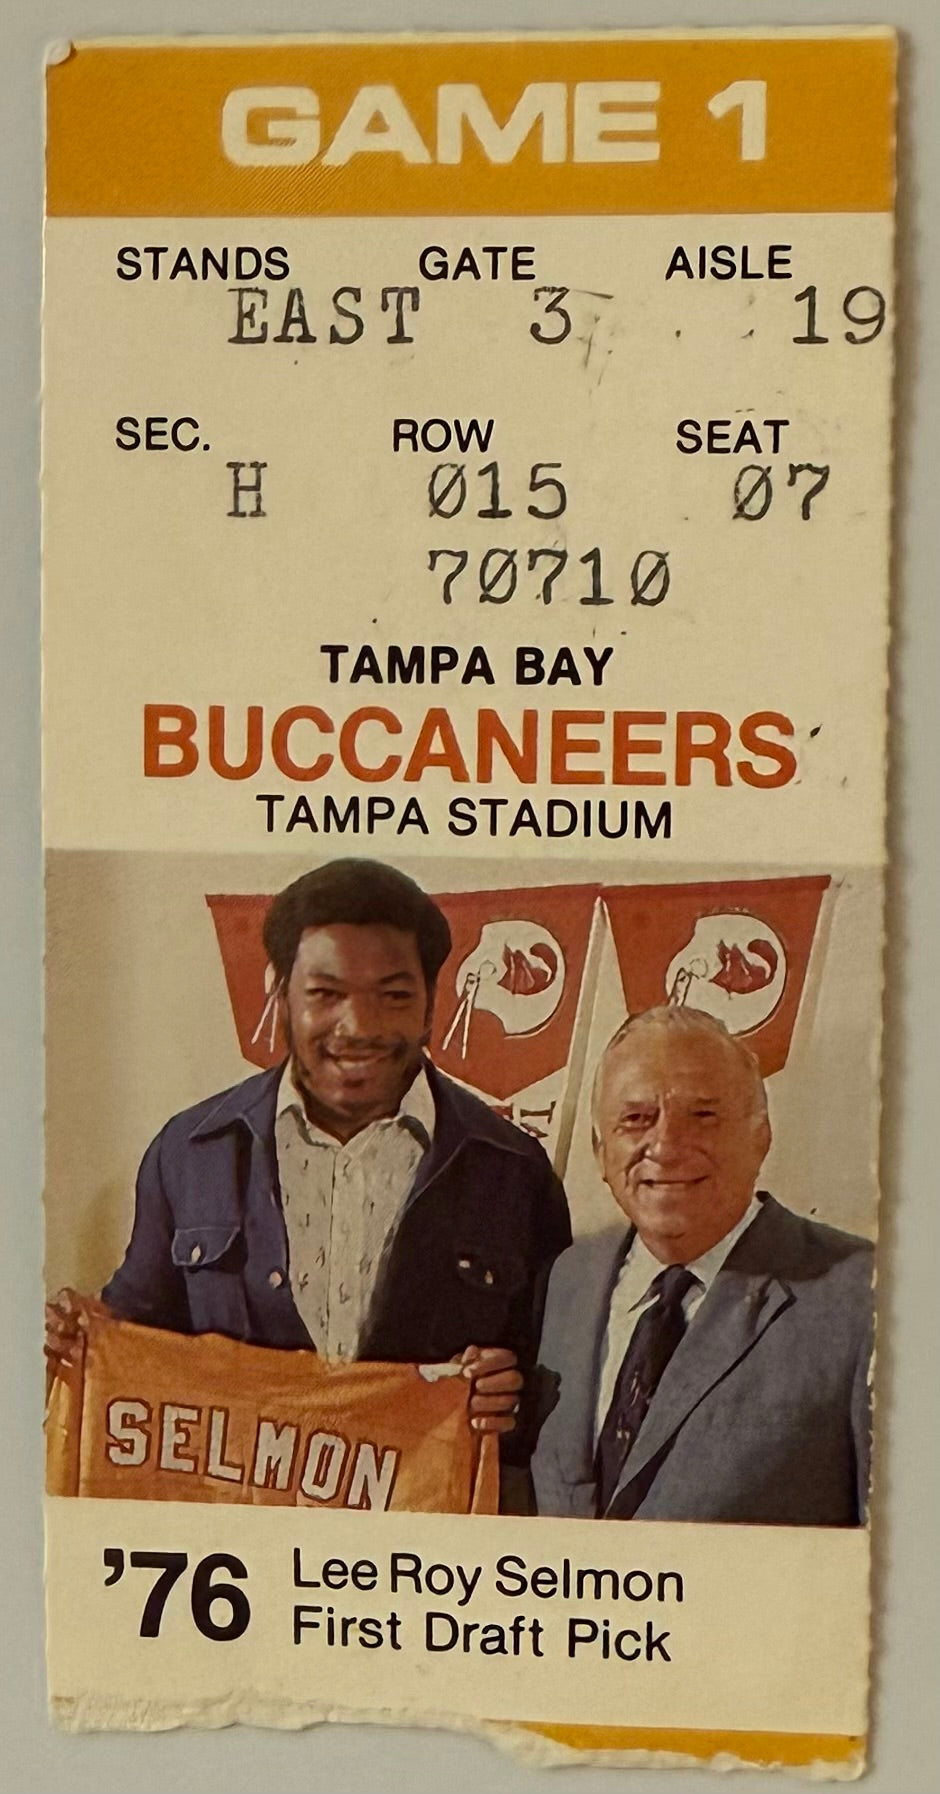 GAME 1
STANDS GATE AISLE
EAST 3 19
SEC. ROW SEAT
H Ø15 Ø7
7Ø71Ø
TAMPA BAY
BUCCANEERS
TAMPA STADIUM
SELMON
'76 Lee Roy Selmon
First Draft Pick